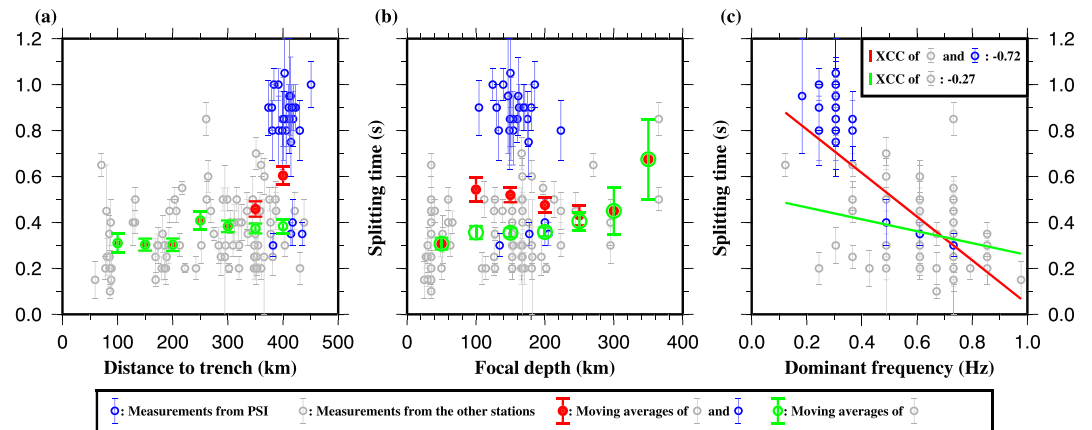 (a)
(b)
(c)
Splitting time (s)
1.2
1.0
0.8
0.6
0.4
0.2
0.0
0 100 200 300 400 500
Distance to trench (km)
Splitting time (s)
1.2
1.0
0.8
0.6
0.4
0.2
0.0
0 100 200 300 400
Focal depth (km)
XCC of and : -0.72
XCC of : -0.27
Splitting time (s)
1.2
1.0
0.8
0.6
0.4
0.2
0.0
0.0 0.2 0.4 0.6 0.8 1.0
Dominant frequency (Hz)
: Measurements from PSI : Measurements from the other stations : Moving averages of and : Moving averages of